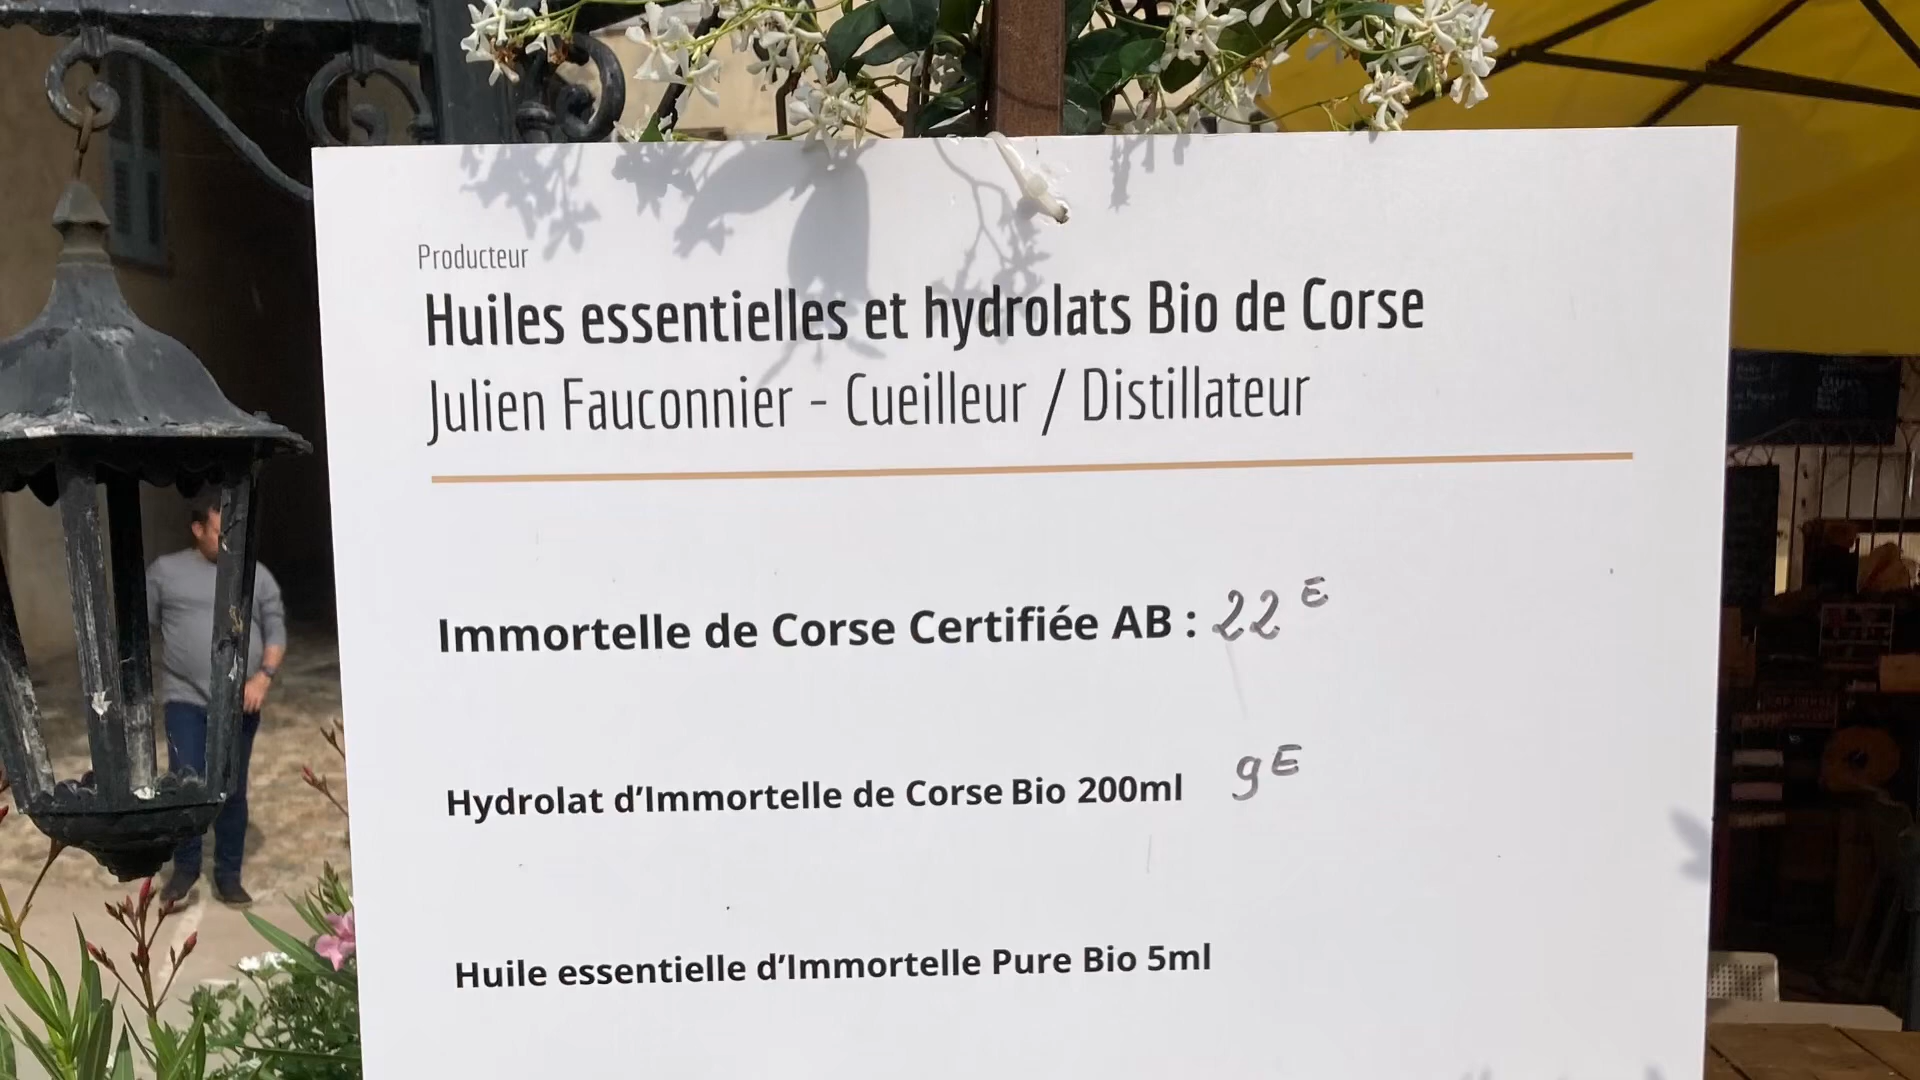 Producteur
Huiles essentielles et hydrolats Bio de Corse
Julien Fauconnier - Cueilleur / Distillateur
Immortelle de Corse Certifiée AB : 22 €
Hydrolat d’Immortelle de Corse Bio 200ml 9€
Huile essentielle d’Immortelle Pure Bio 5ml